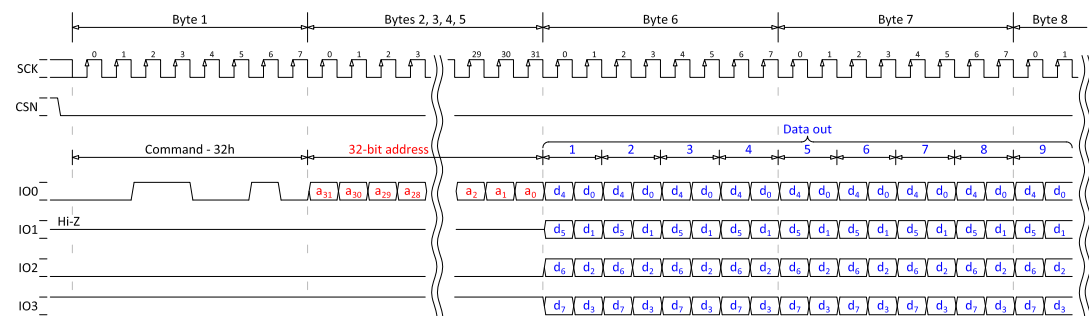 Byte 1 Bytes 2, 3, 4, 5 Byte 6 Byte 7 Byte 8
0 1 2 3 4 5 6 7 0 1 2 3 29 30 31 0 1 2 3 4 5 6 7 0 1 2 3 4 5 6 7 0 1
SCK
CSN
Data out
Command - 32h 32-bit address 1 2 3 4 5 6 7 8 9
IO0 a31 a30 a29 a28 a2 a1 a0 d4 d0 d4 d0 d4 d0 d4 d0 d4 d0 d4 d0 d4 d0 d4 d0 d4 d0
Hi-Z
IO1 d5 d1 d5 d1 d5 d1 d5 d1 d5 d1 d5 d1 d5 d1 d5 d1 d5 d1
IO2 d6 d2 d6 d2 d6 d2 d6 d2 d6 d2 d6 d2 d6 d2 d6 d2 d6 d2
IO3 d7 d3 d7 d3 d7 d3 d7 d3 d7 d3 d7 d3 d7 d3 d7 d3 d7 d3